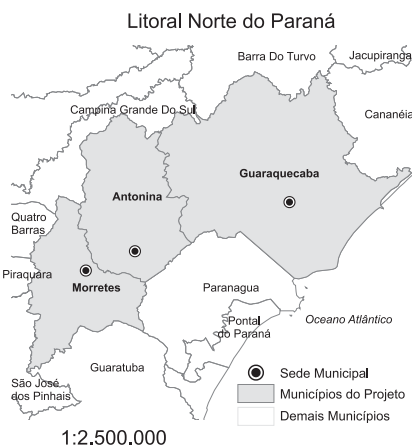 Litoral Norte do Paraná
Barra Do Turvo
Jacupiranga
Campina Grande Do Sul
Cananéia
Guaraquecaba
Antonina
Quatro
Barras
Piraquara
Morretes
Paranagua
Pontal
do Paraná
Oceano Atlântico
Guaratuba
São José
dos Pinhais
Sede Municipal
Municípios do Projeto
Demais Municípios
1:2.500.000